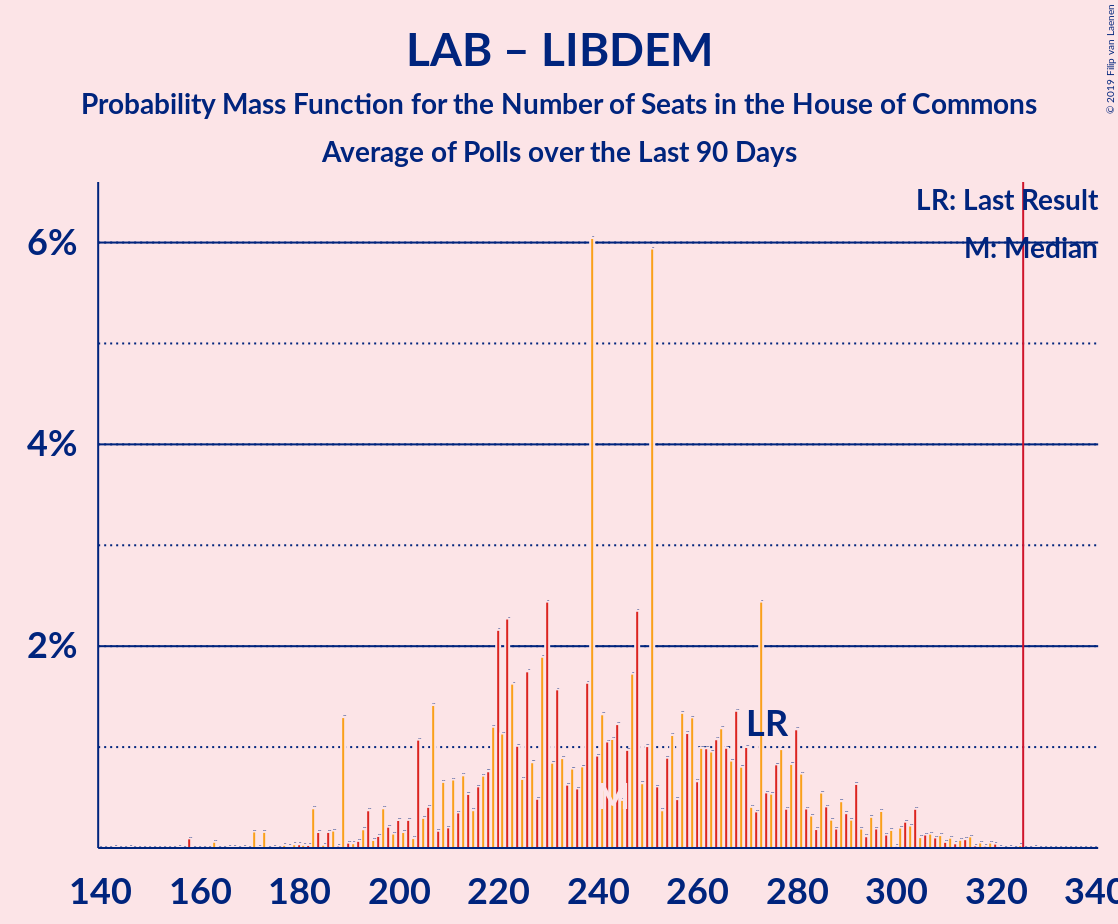 LAB – LIBDEM
Probability Mass Function for the Number of Seats in the House of Commons
Average of Polls over the Last 90 Days
© 2019 Filip van Laenen
LR: Last Result
M: Median
6%
4%
2%
LR
M
140 160 180 200 220 240 260 280 300 320 340